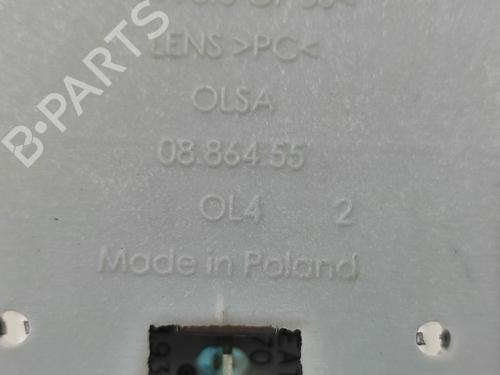 LENS >PC<
OLSA
08.864.55
OL4 2
Made in Poland
B-PARTS